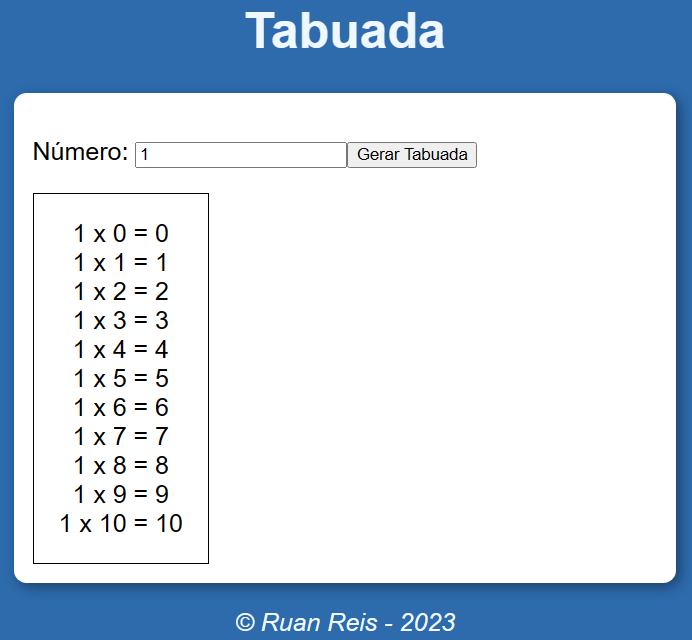 Tabuada
Número: 1 Gerar Tabuada
1 x 0 = 0
1 x 1 = 1
1 x 2 = 2
1 x 3 = 3
1 x 4 = 4
1 x 5 = 5
1 x 6 = 6
1 x 7 = 7
1 x 8 = 8
1 x 9 = 9
1 x 10 = 10
© Ruan Reis - 2023